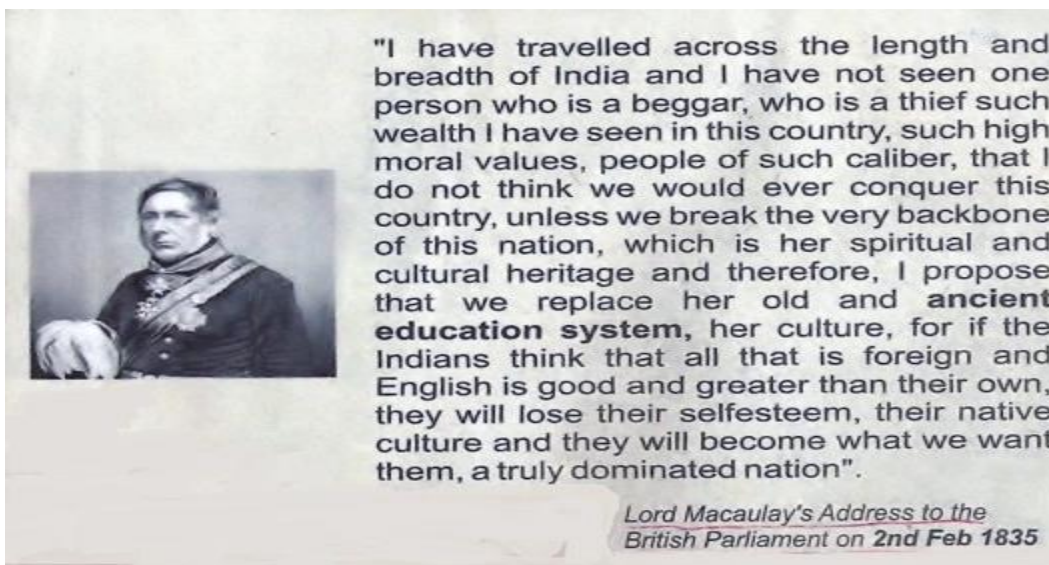 "I have travelled across the length and
breadth of India and I have not seen one
person who is a beggar, who is a thief such
wealth I have seen in this country, such high
moral values, people of such caliber, that I
do not think we would ever conquer this
country, unless we break the very backbone
of this nation, which is her spiritual and
cultural heritage and therefore, I propose
that we replace her old and ancient
education system, her culture, for if the
Indians think that all that is foreign and
English is good and greater than their own,
they will lose their selfesteem, their native
culture and they will become what we want
them, a truly dominated nation".
Lord Macaulay's Address to the
British Parliament on 2nd Feb 1835